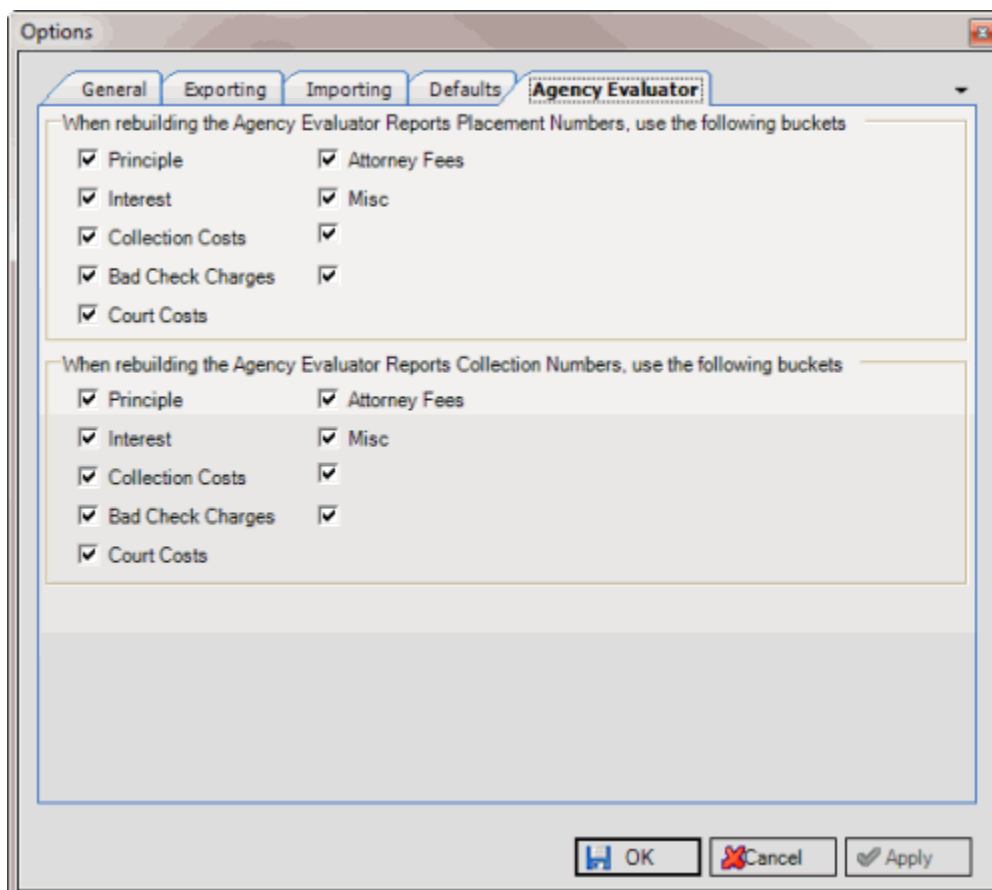 Options
General Exporting Importing Defaults Agency Evaluator
When rebuilding the Agency Evaluator Reports Placement Numbers, use the following buckets
Principle Attorney Fees
Interest Misc
Collection Costs
Bad Check Charges
Court Costs
When rebuilding the Agency Evaluator Reports Collection Numbers, use the following buckets
Principle Attorney Fees
Interest Misc
Collection Costs
Bad Check Charges
Court Costs
OK Cancel Apply